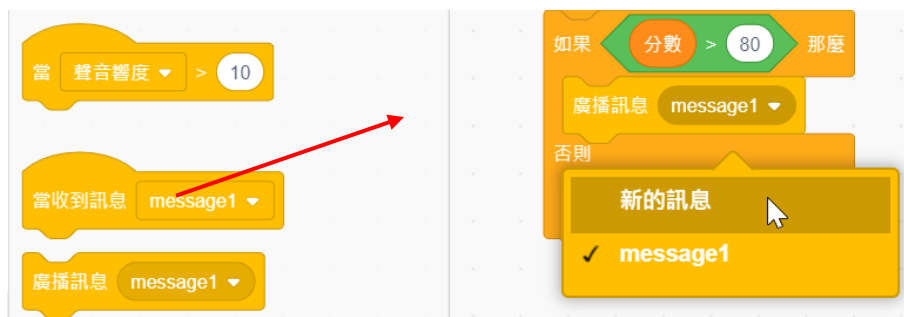 當 聲音響度 > 10
當收到訊息 message1
廣播訊息 message1
如果 分數 > 80 那麼
廣播訊息 message1
否則
新的訊息
✓ message1